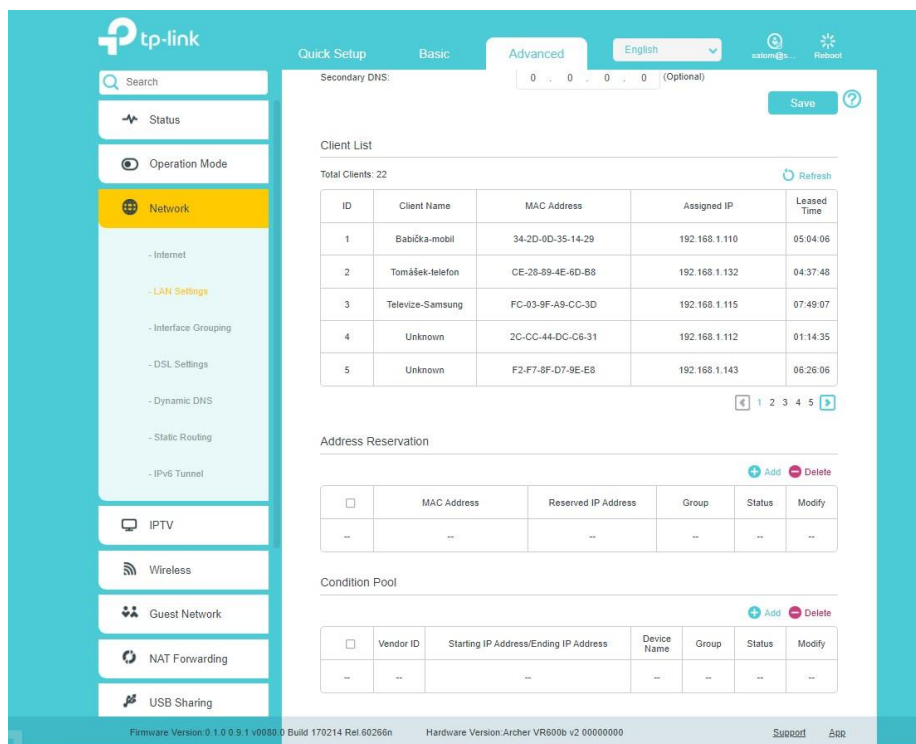 tp-link
Quick Setup Basic Advanced English Reboot
Search
Status
Operation Mode
Network
- Internet
- LAN Settings
- Interface Grouping
- DSL Settings
- Dynamic DNS
- Static Routing
- IPv6 Tunnel
IPTV
Wireless
Guest Network
NAT Forwarding
USB Sharing
Secondary DNS: 0 . 0 . 0 . 0 (Optional)
Save ?
Client List
Total Clients: 22 Refresh
ID Client Name MAC Address Assigned IP Leased Time
1 Babička-mobil 34-2D-0D-35-14-29 192.168.1.110 05:04:06
2 Tomášek-telefon CE-28-89-4E-6D-B8 192.168.1.132 04:37:48
3 Televize-Samsung FC-03-9F-A9-CC-3D 192.168.1.115 07:49:07
4 Unknown 2C-CC-44-DC-C6-31 192.168.1.112 01:14:35
5 Unknown F2-F7-8F-D7-9E-E8 192.168.1.143 06:26:06
1 2 3 4 5
Address Reservation
Add Delete
MAC Address Reserved IP Address Group Status Modify
-- -- -- -- -- --
Condition Pool
Add Delete
Vendor ID Starting IP Address/Ending IP Address Device Name Group Status Modify
-- -- -- -- -- -- --
Firmware Version:0.1.0 0.9.1 v0080.0 Build 170214 Rel.60266n Hardware Version:Archer VR600b v2 00000000 Support App